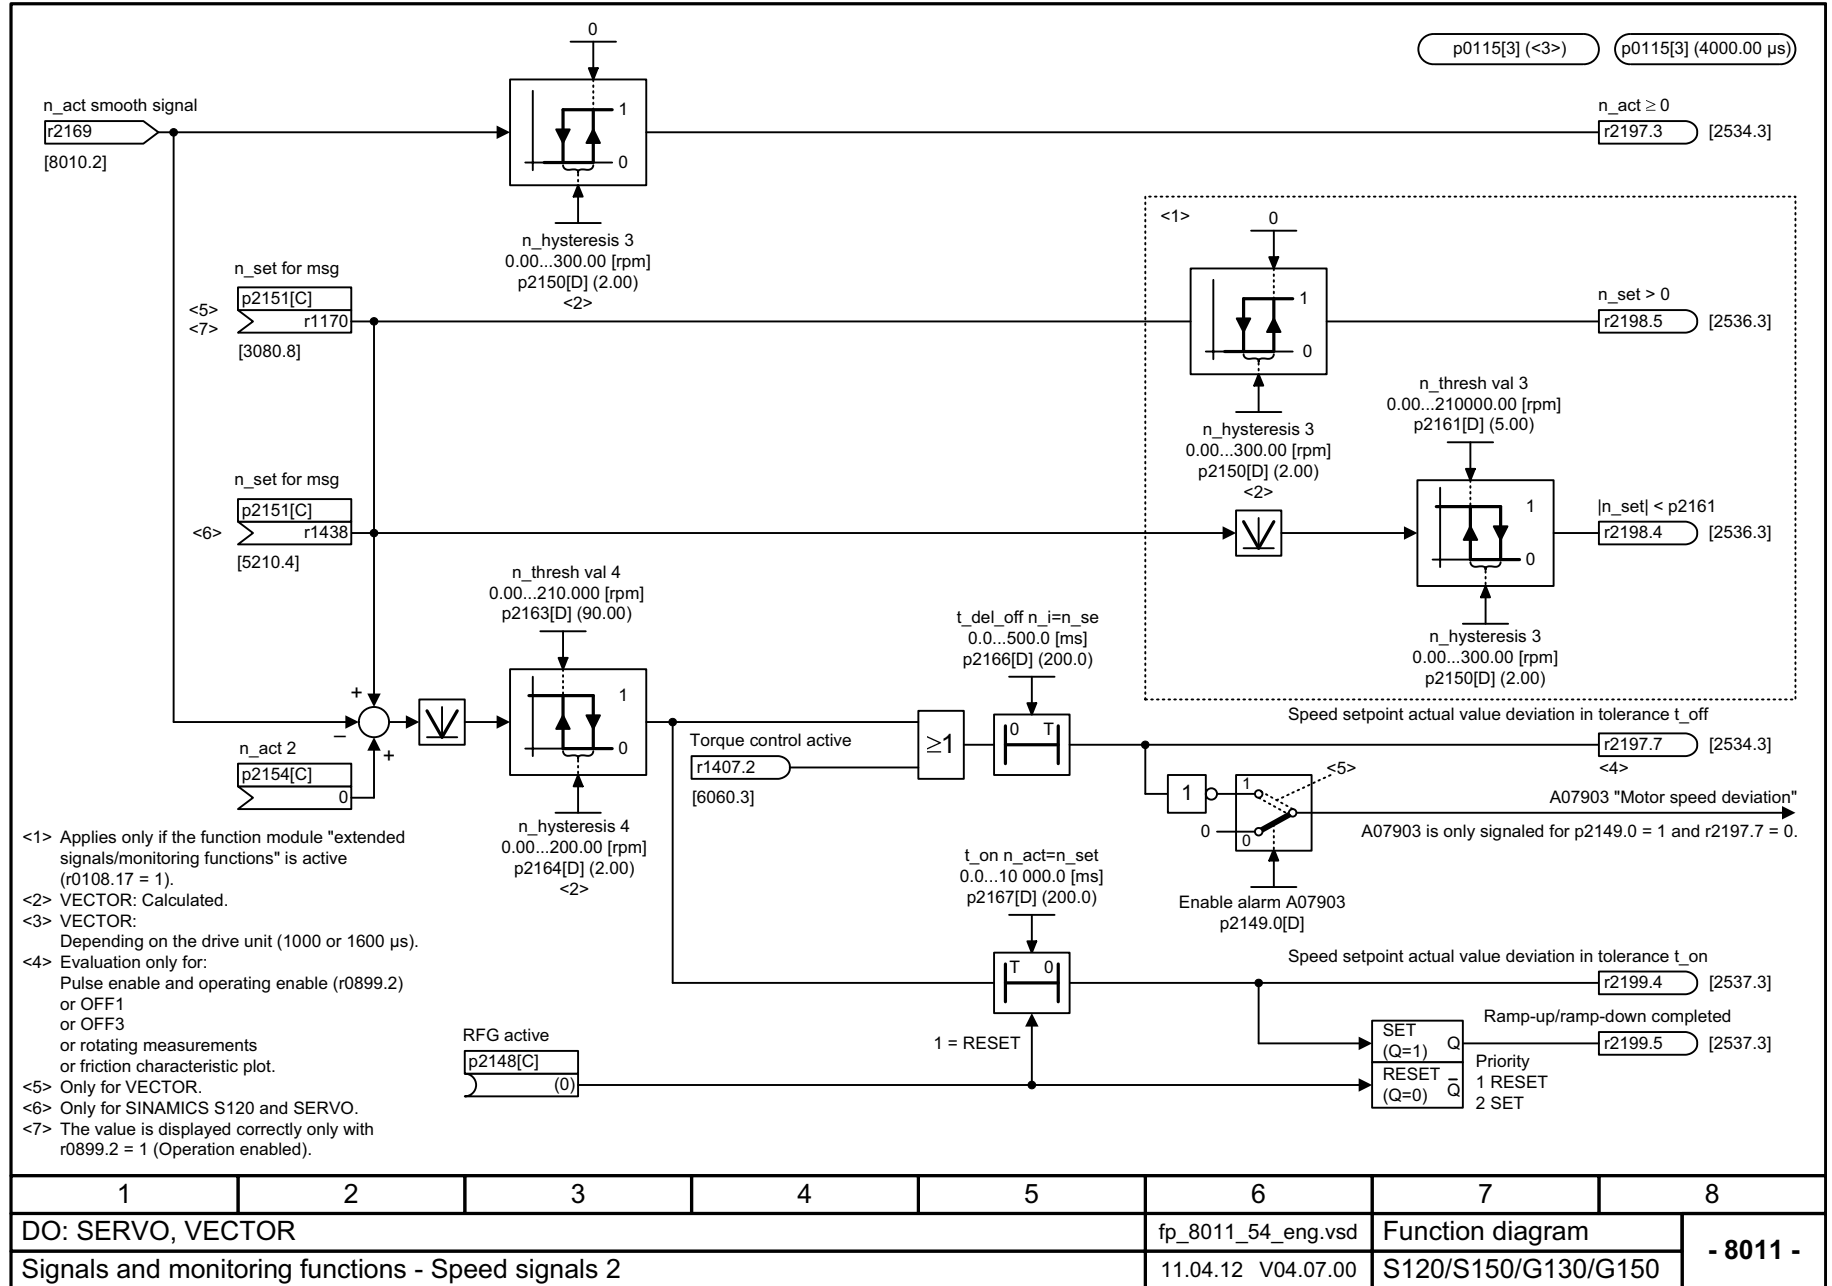 0
p0115[3] (<3>)
p0115[3] (4000.00 µs)
n_act smooth signal
r2169
[8010.2]
1
0
n_act ≥ 0
r2197.3
[2534.3]
n_hysteresis 3
0.00...300.00 [rpm]
p2150[D] (2.00)
<2>
<1>
0
n_set for msg
<5>
<7>
p2151[C]
r1170
[3080.8]
1
0
n_set > 0
r2198.5
[2536.3]
n_hysteresis 3
0.00...300.00 [rpm]
p2150[D] (2.00)
<2>
n_thresh val 3
0.00...210000.00 [rpm]
p2161[D] (5.00)
n_set for msg
<6>
p2151[C]
r1438
[5210.4]
1
0
|n_set| < p2161
r2198.4
[2536.3]
n_hysteresis 3
0.00...300.00 [rpm]
p2150[D] (2.00)
n_thresh val 4
0.00...210.000 [rpm]
p2163[D] (90.00)
+
–
+
n_act 2
p2154[C]
0
1
0
n_hysteresis 4
0.00...200.00 [rpm]
p2164[D] (2.00)
<2>
Torque control active
r1407.2
[6060.3]
≥1
t_del_off n_i=n_se
0.0...500.0 [ms]
p2166[D] (200.0)
0 T
Speed setpoint actual value deviation in tolerance t_off
r2197.7
[2534.3]
<4>
1
<5>
1
0
0
A07903 "Motor speed deviation"
A07903 is only signaled for p2149.0 = 1 and r2197.7 = 0.
Enable alarm A07903
p2149.0[D]
t_on n_act=n_set
0.0...10 000.0 [ms]
p2167[D] (200.0)
T 0
1 = RESET
Speed setpoint actual value deviation in tolerance t_on
r2199.4
[2537.3]
RFG active
p2148[C]
(0)
SET
(Q=1)
Q
RESET
(Q=0)
Q̅
Ramp-up/ramp-down completed
r2199.5
[2537.3]
Priority
1 RESET
2 SET
<1> Applies only if the function module "extended
signals/monitoring functions" is active
(r0108.17 = 1).
<2> VECTOR: Calculated.
<3> VECTOR:
Depending on the drive unit (1000 or 1600 µs).
<4> Evaluation only for:
Pulse enable and operating enable (r0899.2)
or OFF1
or OFF3
or rotating measurements
or friction characteristic plot.
<5> Only for VECTOR.
<6> Only for SINAMICS S120 and SERVO.
<7> The value is displayed correctly only with
r0899.2 = 1 (Operation enabled).
1 2 3 4 5 6 7 8
DO: SERVO, VECTOR
fp_8011_54_eng.vsd
Function diagram
- 8011 -
Signals and monitoring functions - Speed signals 2
11.04.12 V04.07.00
S120/S150/G130/G150